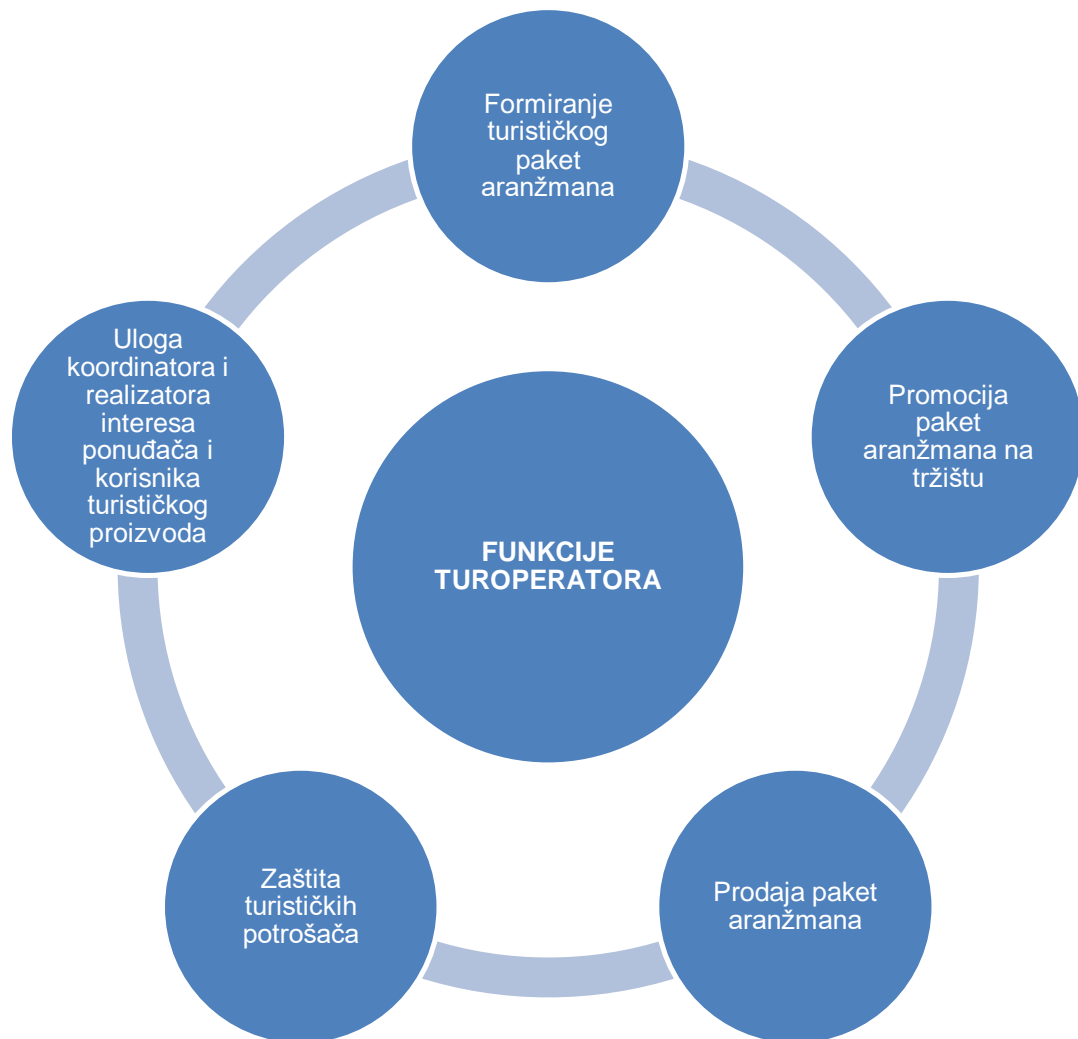 Formiranje
turističkog
paket
aranžmana
Promocija
paket
aranžmana na
tržištu
Prodaja paket
aranžmana
Zaštita
turističkih
potrošača
Uloga
koordinatora i
realizatora
interesa
ponuđača i
korisnika
turističkog
proizvoda
FUNKCIJE
TUROPERATORA